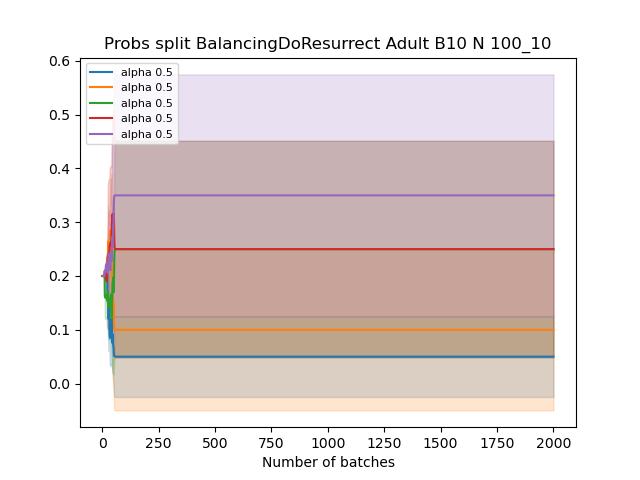 Probs split BalancingDoResurrect Adult B10 N 100_10
alpha 0.5
alpha 0.5
alpha 0.5
alpha 0.5
alpha 0.5
0.6
0.5
0.4
0.3
0.2
0.1
0.0
0 250 500 750 1000 1250 1500 1750 2000
Number of batches